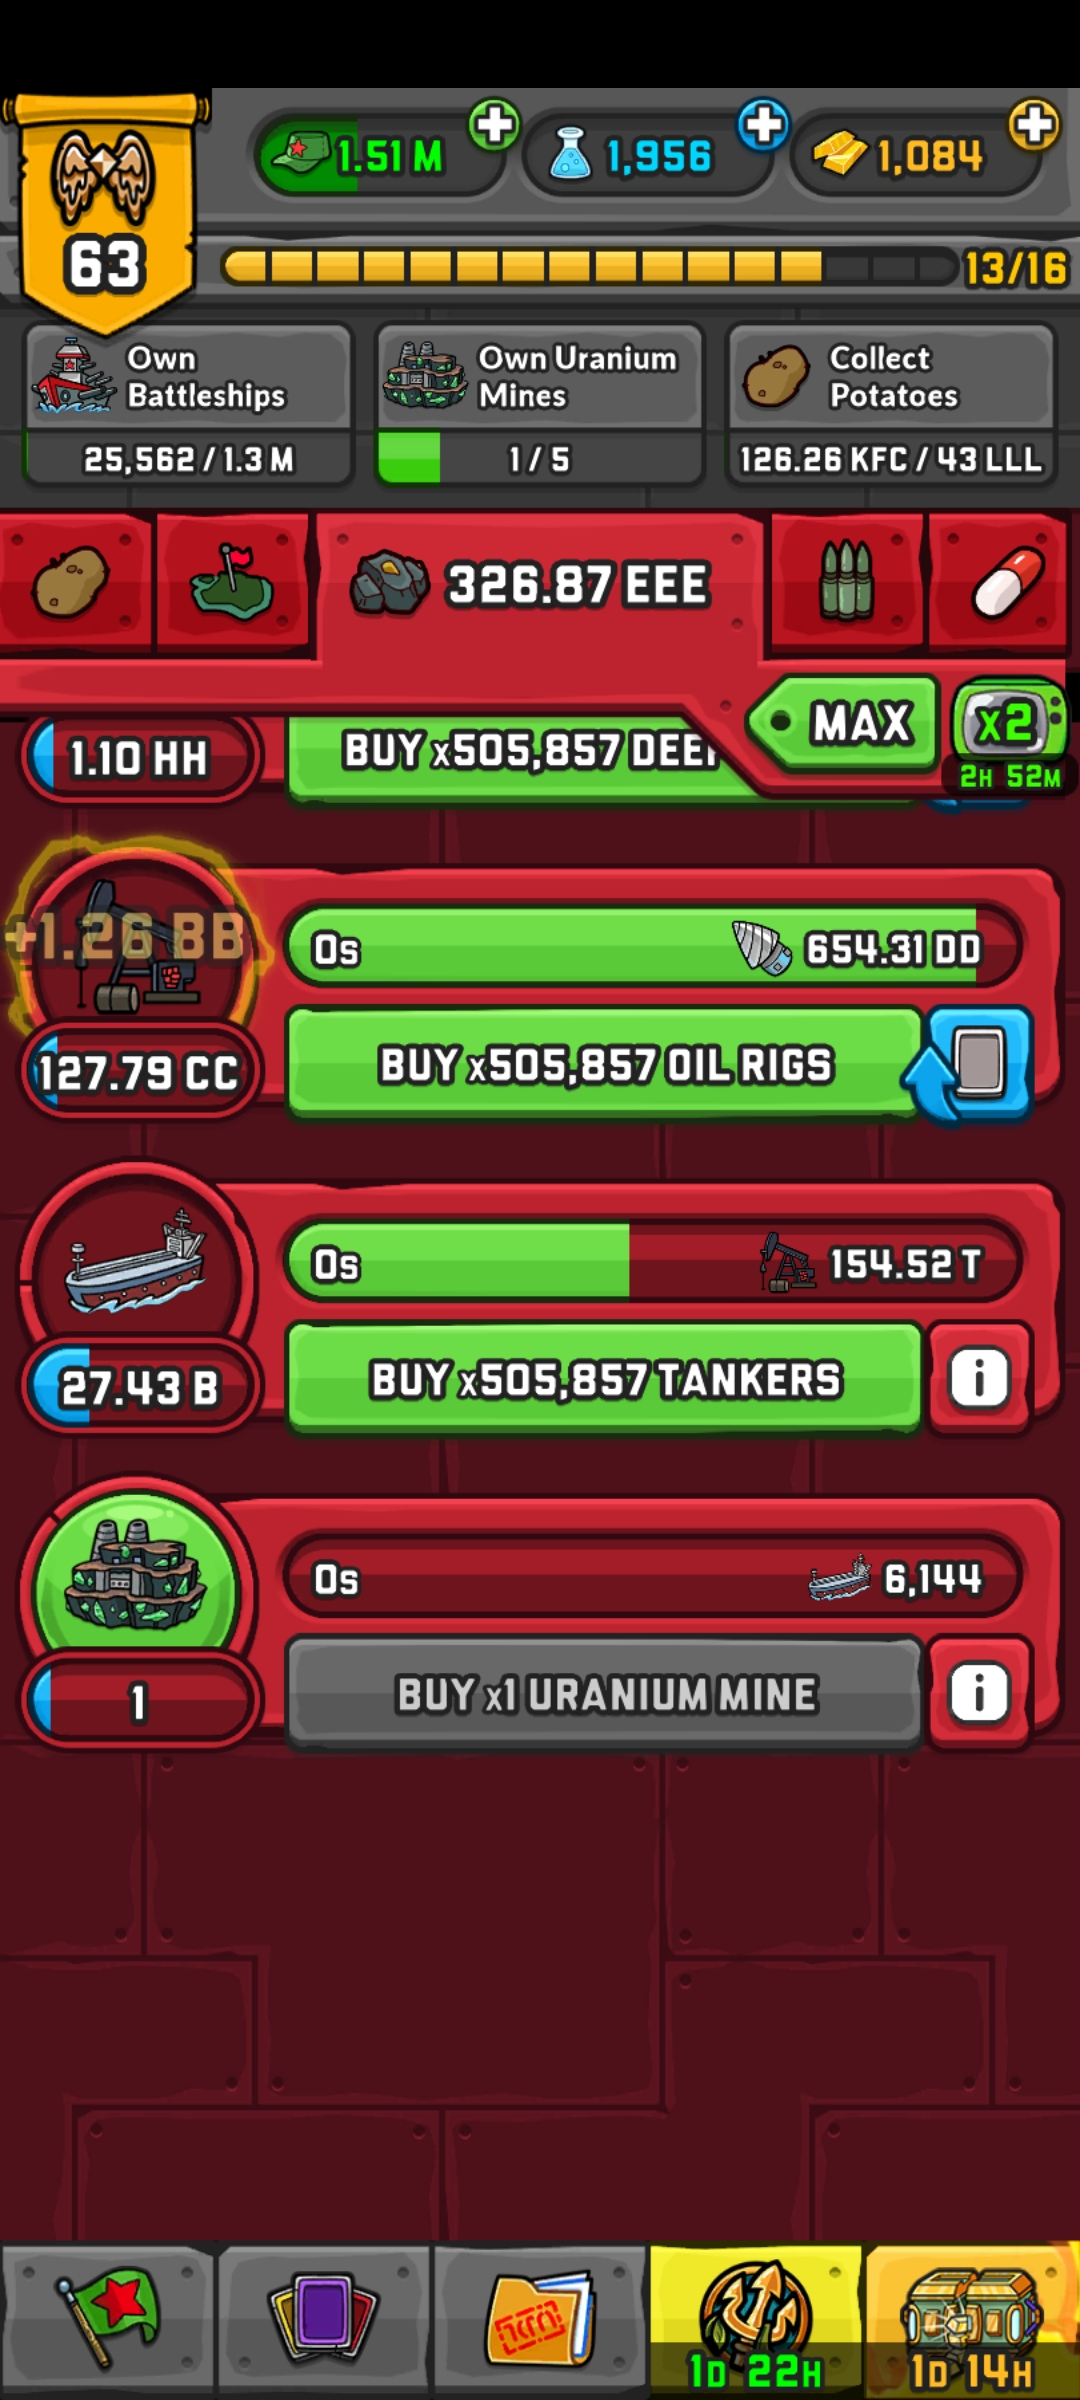 1.51 M
1,956
1,084
63
13/16
Own
Battleships
25,562 / 1.3 M
Own Uranium
Mines
1 / 5
Collect
Potatoes
126.26 KFC / 43 LLL
326.87 EEE
MAX
x2
2H 52M
1.10 HH
BUY x505,857
+1.26 BB
0s
654.31 DD
127.79 CC
BUY x505,857 OIL RIGS
0s
154.52 T
27.43 B
BUY x505,857 TANKERS
i
0s
6,144
1
BUY x1 URANIUM MINE
i
1D 22H
1D 14H